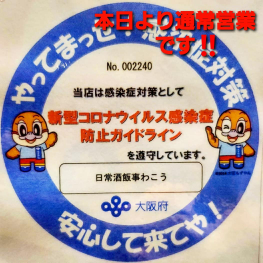 本日より通常営業
です!!
やってまっせ!感染症対策
No.002240
当店は感染症対策として
新型コロナウイルス感染症
防止ガイドライン
を遵守しています。
日常酒飯事わこう
大阪府
安心して来てや!